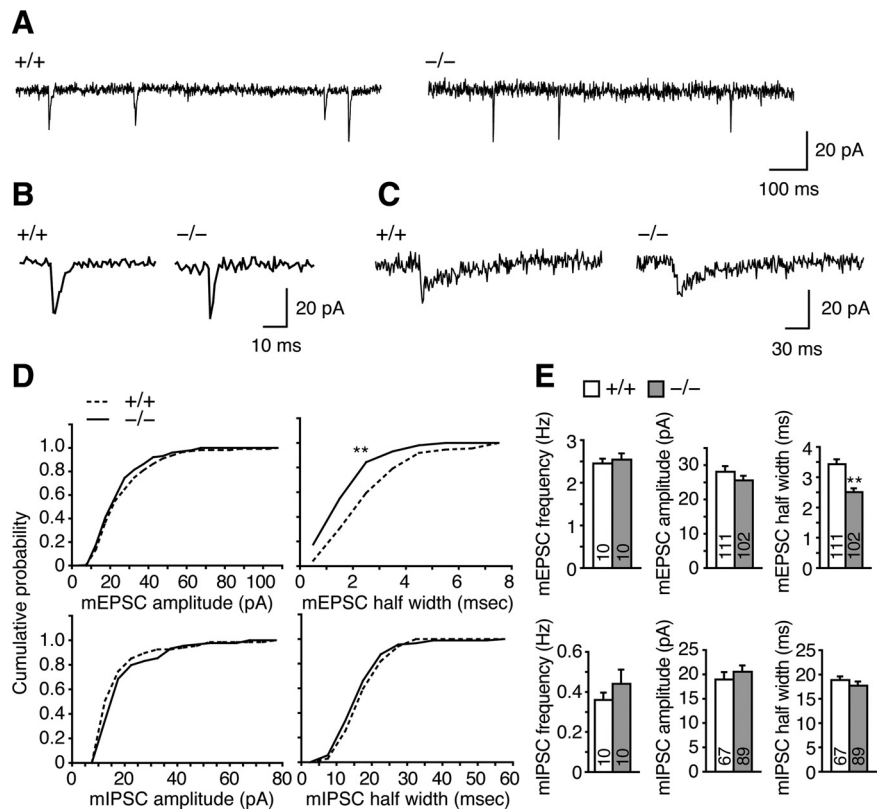 A
+/+
−/−
20 pA
100 ms
B
+/+
−/−
20 pA
10 ms
C
+/+
−/−
20 pA
30 ms
D
+/+
−/−
Cumulative probability
1.0
0.8
0.6
0.4
0.2
0
0 20 40 60 80 100
mEPSC amplitude (pA)
**
0 2 4 6 8
mEPSC half width (msec)
1.0
0.8
0.6
0.4
0.2
0
0 20 40 60 80
mIPSC amplitude (pA)
0 10 20 30 40 50 60
mIPSC half width (msec)
E
+/+
−/−
mEPSC frequency (Hz)
3
2
1
0
10
10
mEPSC amplitude (pA)
30
20
10
0
111
102
mEPSC half width (ms)
4
3
2
1
0
**
111
102
mIPSC frequency (Hz)
0.6
0.4
0.2
0
10
10
mIPSC amplitude (pA)
25
20
15
10
5
0
67
89
mIPSC half width (ms)
25
20
15
10
5
0
67
89